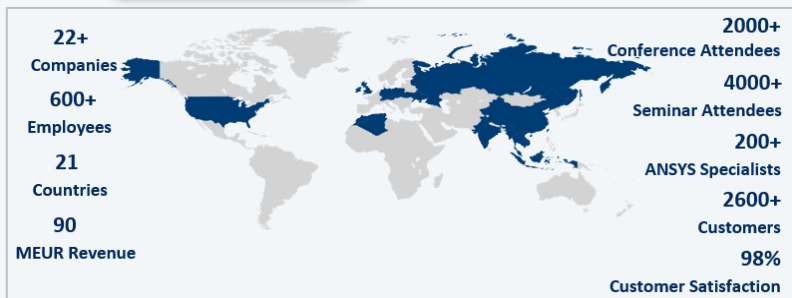 22+
Companies
600+
Employees
21
Countries
90
MEUR Revenue
2000+
Conference Attendees
4000+
Seminar Attendees
200+
ANSYS Specialists
2600+
Customers
98%
Customer Satisfaction